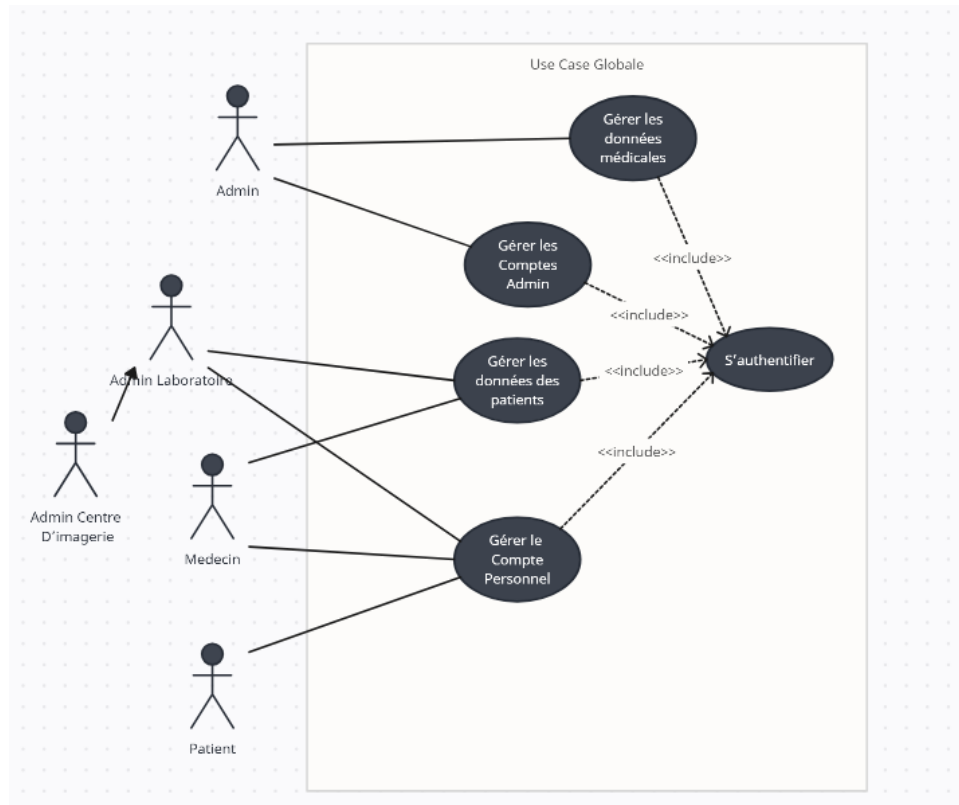 Use Case Globale
Gérer les
données
médicales
Admin
Gérer les
Comptes
Admin
<<include>>
<<include>>
S'authentifier
Gérer les
données des
patients
<<include>>
Admin Laboratoire
<<include>>
Admin Centre
D'imagerie
Medecin
Gérer le
Compte
Personnel
Patient